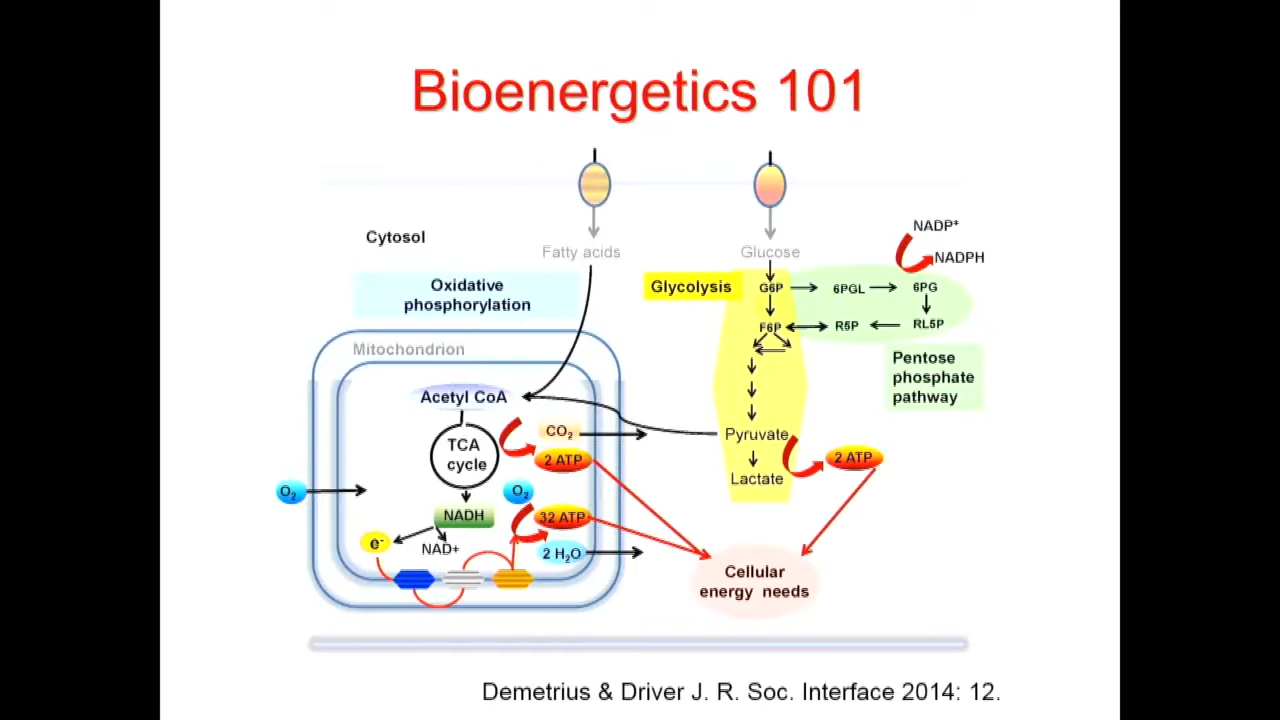 Bioenergetics 101
Cytosol
Fatty acids
Glucose
NADP+
NADPH
Oxidative
phosphorylation
Glycolysis
G6P
6PGL
6PG
F6P
R5P
RL5P
Mitochondrion
Pentose
phosphate
pathway
Acetyl CoA
TCA
cycle
CO2
2 ATP
Pyruvate
2 ATP
Lactate
O2
O2
NADH
32 ATP
e-
NAD+
2 H2O
Cellular
energy needs
Demetrius & Driver J. R. Soc. Interface 2014: 12.